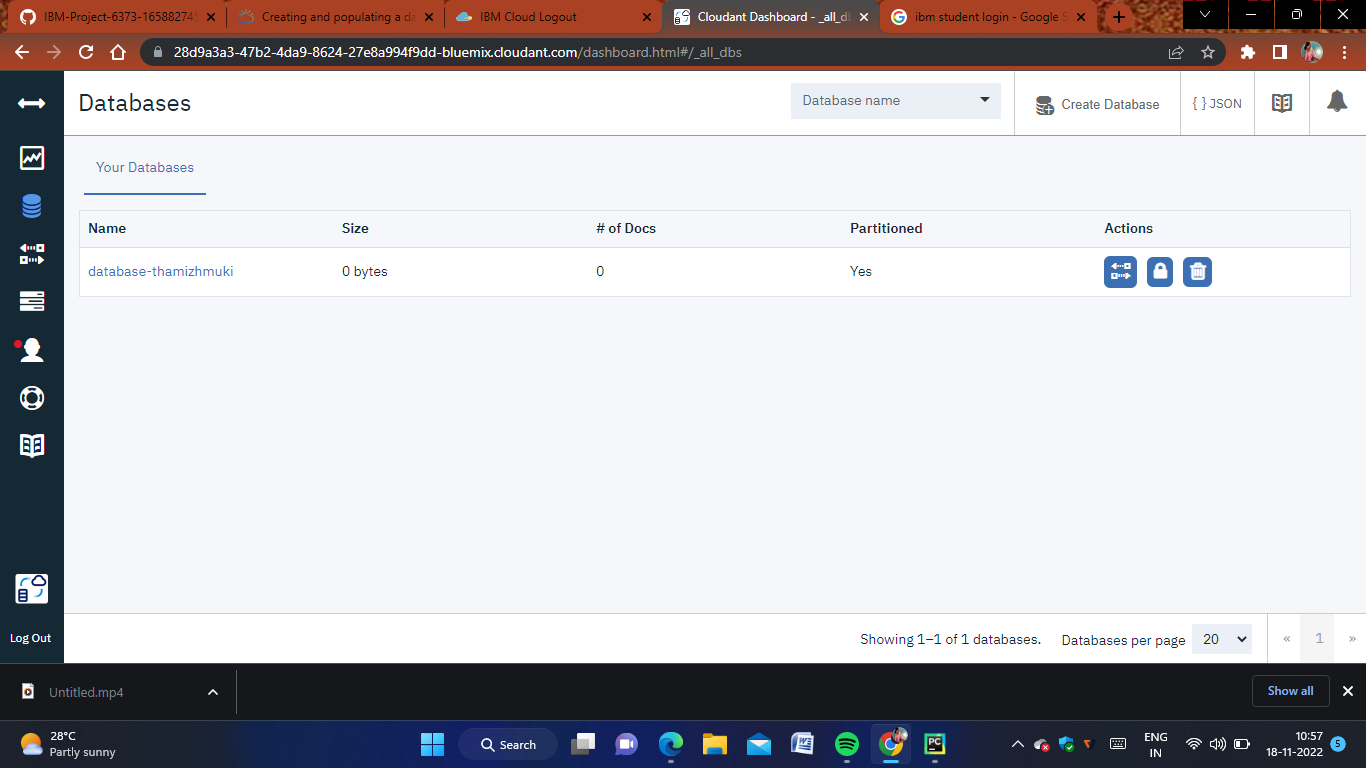 IBM-Project-6373-16588274
Creating and populating a da
IBM Cloud Logout
Cloudant Dashboard - _all_d
ibm student login - Google S
28d9a3a3-47b2-4da9-8624-27e8a994f9dd-bluemix.cloudant.com/dashboard.html#/_all_dbs
Databases
Database name
Create Database
{ } JSON
Your Databases
Name Size # of Docs Partitioned Actions
database-thamizhmuki 0 bytes 0 Yes
Log Out
Showing 1–1 of 1 databases.
Databases per page 20
« 1 »
Untitled.mp4
Show all
28°C
Partly sunny
Search
ENG
IN
10:57
18-11-2022
5